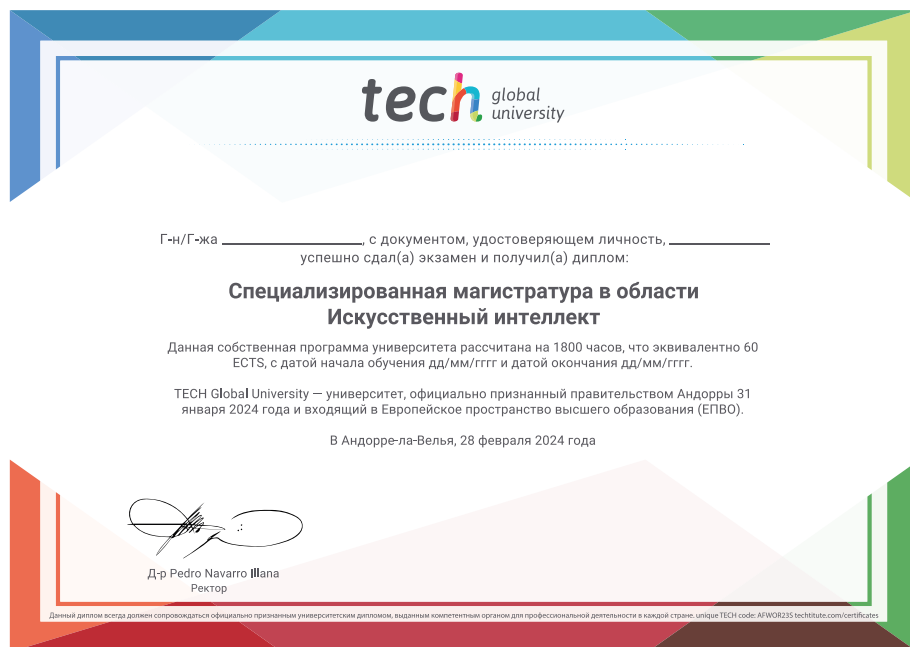 tech global university
Г-н/Г-жа ____________, с документом, удостоверяющем личность, ____________
успешно сдал(а) экзамен и получил(а) диплом:
Специализированная магистратура в области
Искусственный интеллект
Данная собственная программа университета рассчитана на 1800 часов, что эквивалентно 60
ECTS, с датой начала обучения дд/мм/гггг и датой окончания дд/мм/гггг.
TECH Global University — университет, официально признанный правительством Андорры 31
января 2024 года и входящий в Европейское пространство высшего образования (ЕПВО).
В Андорре-ла-Велья, 28 февраля 2024 года
Д-р Pedro Navarro Illana
Ректор
Данный диплом всегда должен сопровождаться официально признанным университетским дипломом, выданным компетентным органом для профессиональной деятельности в каждой стране. unique TECH code: AFWOR23S techtitute.com/certificates